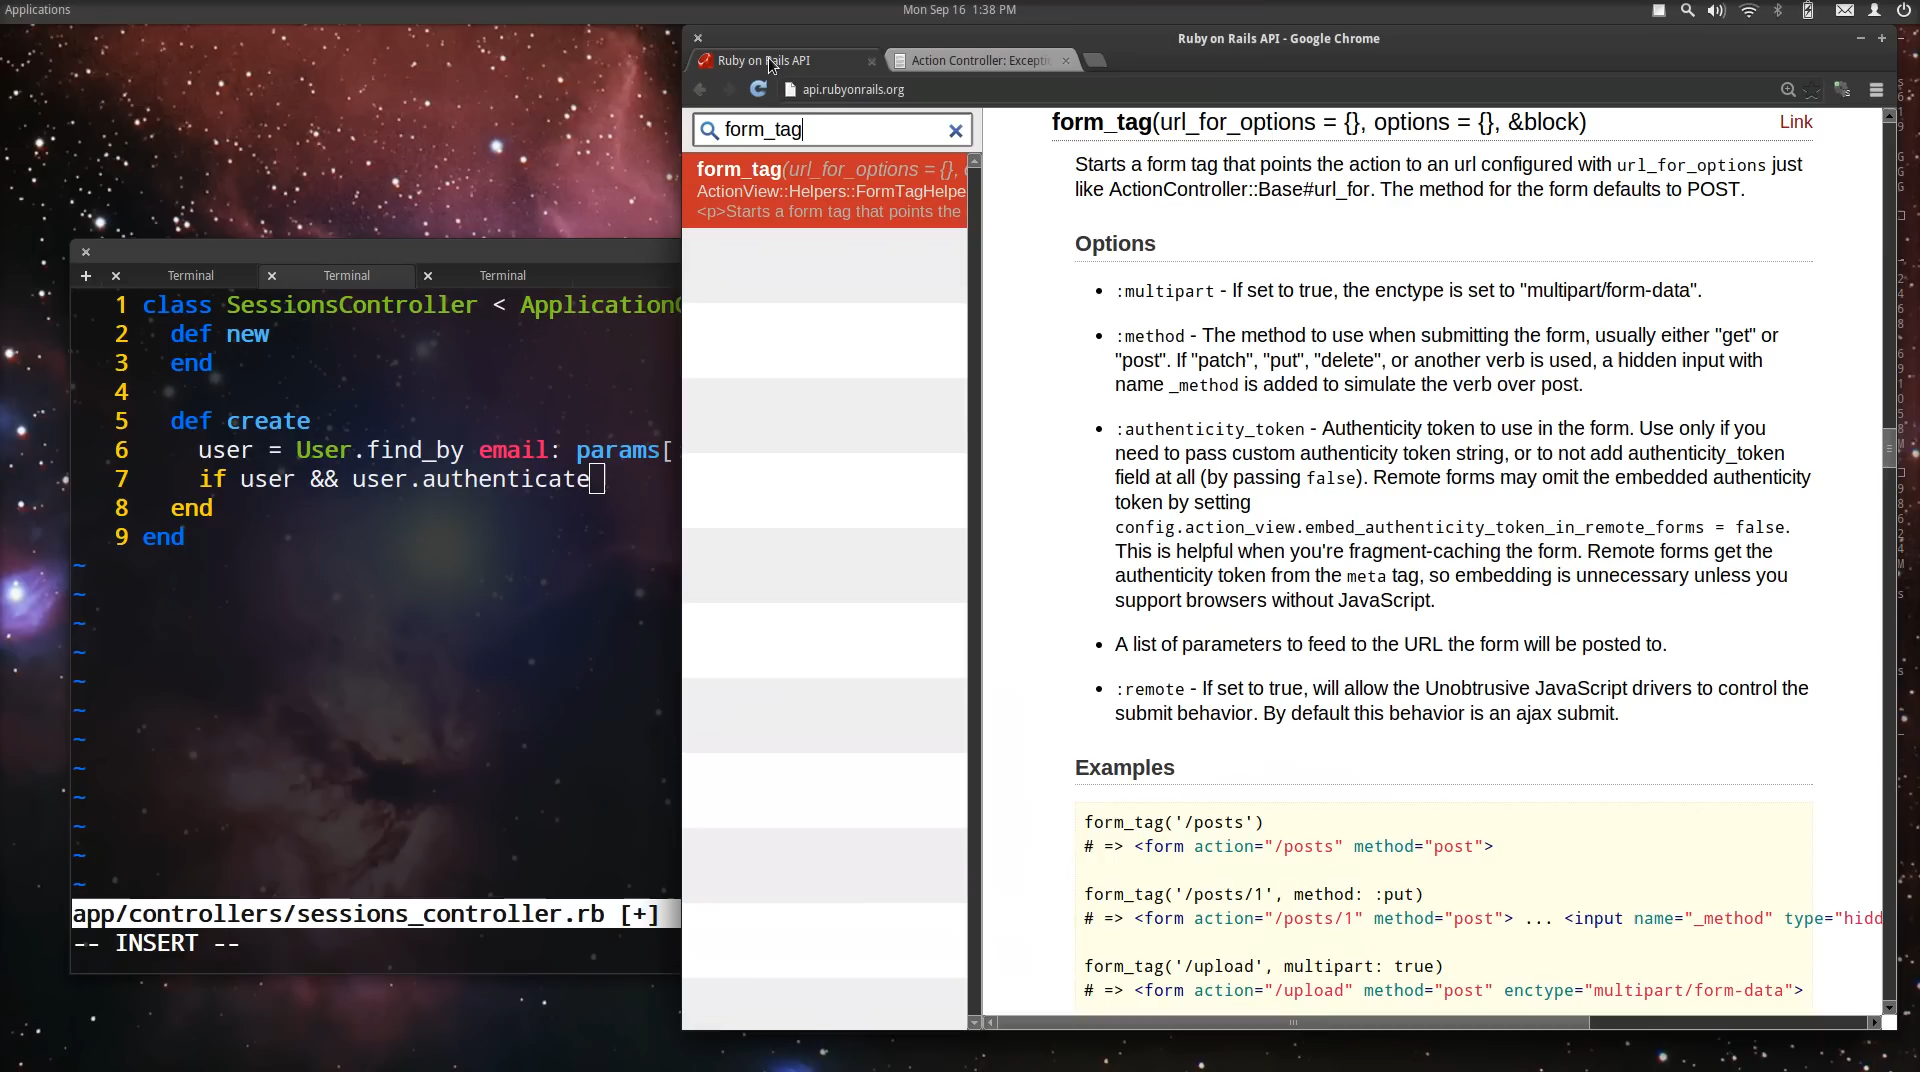 Applications
Mon Sep 16 1:38 PM
Ruby on Rails API - Google Chrome
Ruby on Rails API
Action Controller: Excepti
api.rubyonrails.org
form_tag
form_tag(url_for_options = {},
ActionView::Helpers::FormTagHelpe
<p>Starts a form tag that points the
form_tag(url_for_options = {}, options = {}, &block)
Link
Starts a form tag that points the action to an url configured with url_for_options just
like ActionController::Base#url_for. The method for the form defaults to POST.
Options
• :multipart - If set to true, the enctype is set to "multipart/form-data".
• :method - The method to use when submitting the form, usually either "get" or
"post". If "patch", "put", "delete", or another verb is used, a hidden input with
name _method is added to simulate the verb over post.
• :authenticity_token - Authenticity token to use in the form. Use only if you
need to pass custom authenticity token string, or to not add authenticity_token
field at all (by passing false). Remote forms may omit the embedded authenticity
token by setting
config.action_view.embed_authenticity_token_in_remote_forms = false.
This is helpful when you're fragment-caching the form. Remote forms get the
authenticity token from the meta tag, so embedding is unnecessary unless you
support browsers without JavaScript.
• A list of parameters to feed to the URL the form will be posted to.
• :remote - If set to true, will allow the Unobtrusive JavaScript drivers to control the
submit behavior. By default this behavior is an ajax submit.
Examples
form_tag('/posts')
# => <form action="/posts" method="post">
form_tag('/posts/1', method: :put)
# => <form action="/posts/1" method="post"> ... <input name="_method" type="hidd
form_tag('/upload', multipart: true)
# => <form action="/upload" method="post" enctype="multipart/form-data">
Terminal
Terminal
Terminal
1 class SessionsController < ApplicationC
2 def new
3 end
4
5 def create
6 user = User.find_by email: params[
7 if user && user.authenticate
8 end
9 end
~
~
~
~
~
~
~
~
~
~
~
~
app/controllers/sessions_controller.rb [+]
-- INSERT --